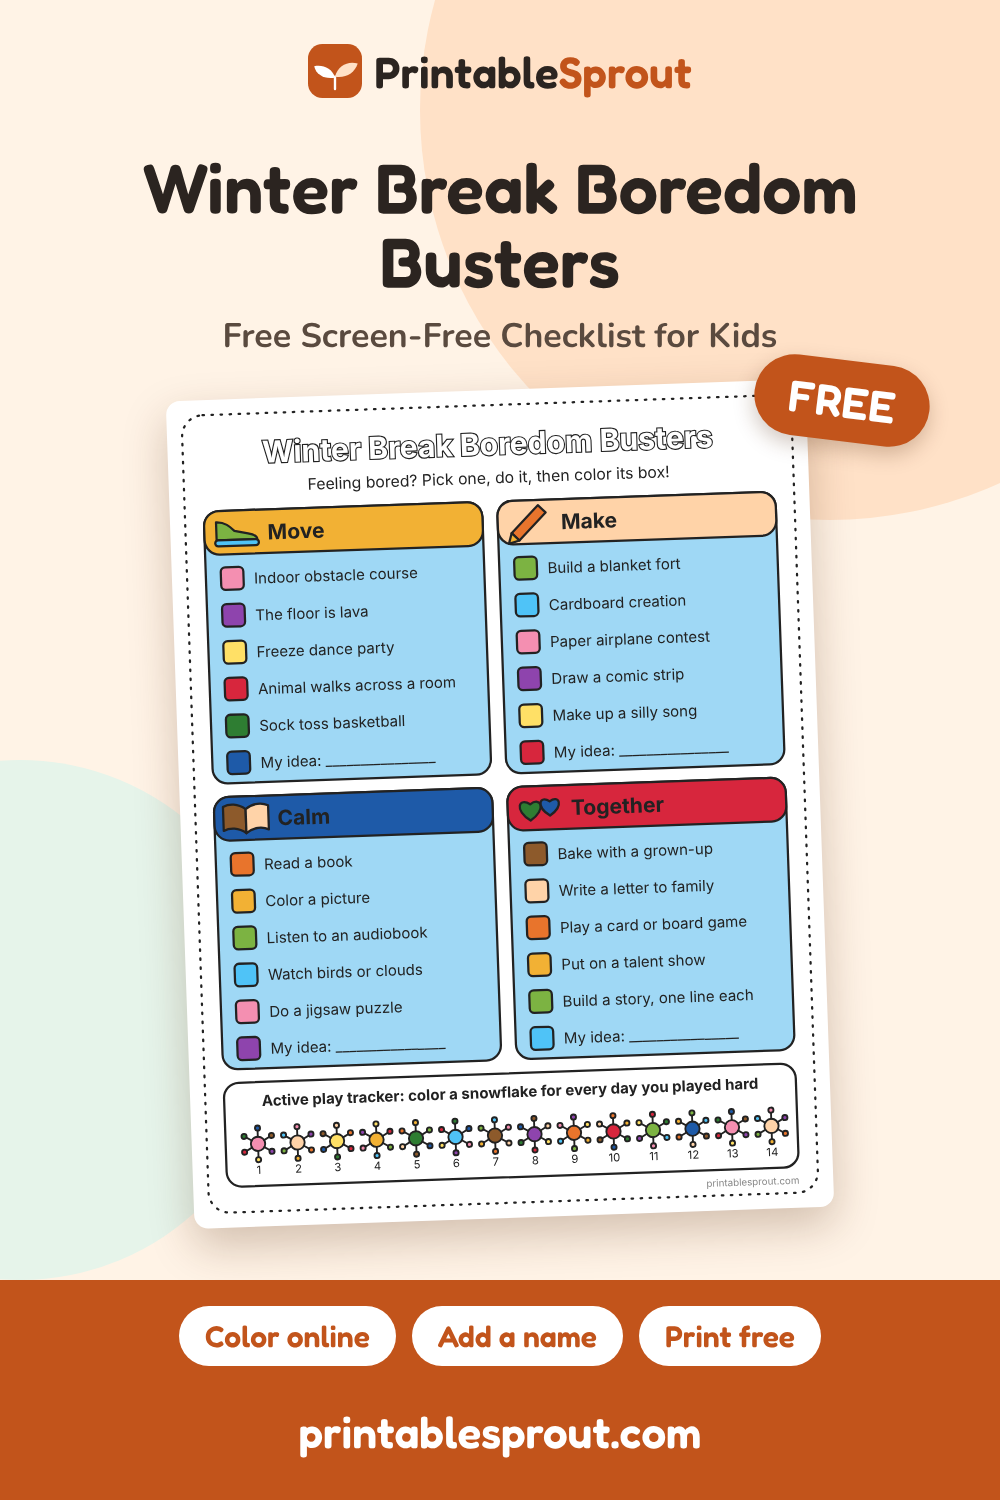 PrintableSprout
Winter Break Boredom
Busters
Free Screen-Free Checklist for Kids
FREE
Winter Break Boredom Busters
Feeling bored? Pick one, do it, then color its box!
Move
Indoor obstacle course
The floor is lava
Freeze dance party
Animal walks across a room
Sock toss basketball
My idea: _______________
Make
Build a blanket fort
Cardboard creation
Paper airplane contest
Draw a comic strip
Make up a silly song
My idea: _______________
Calm
Read a book
Color a picture
Listen to an audiobook
Watch birds or clouds
Do a jigsaw puzzle
My idea: _______________
Together
Bake with a grown-up
Write a letter to family
Play a card or board game
Put on a talent show
Build a story, one line each
My idea: _______________
Active play tracker: color a snowflake for every day you played hard
1 2 3 4 5 6 7 8 9 10 11 12 13 14
printablesprout.com
Color online
Add a name
Print free
printablesprout.com